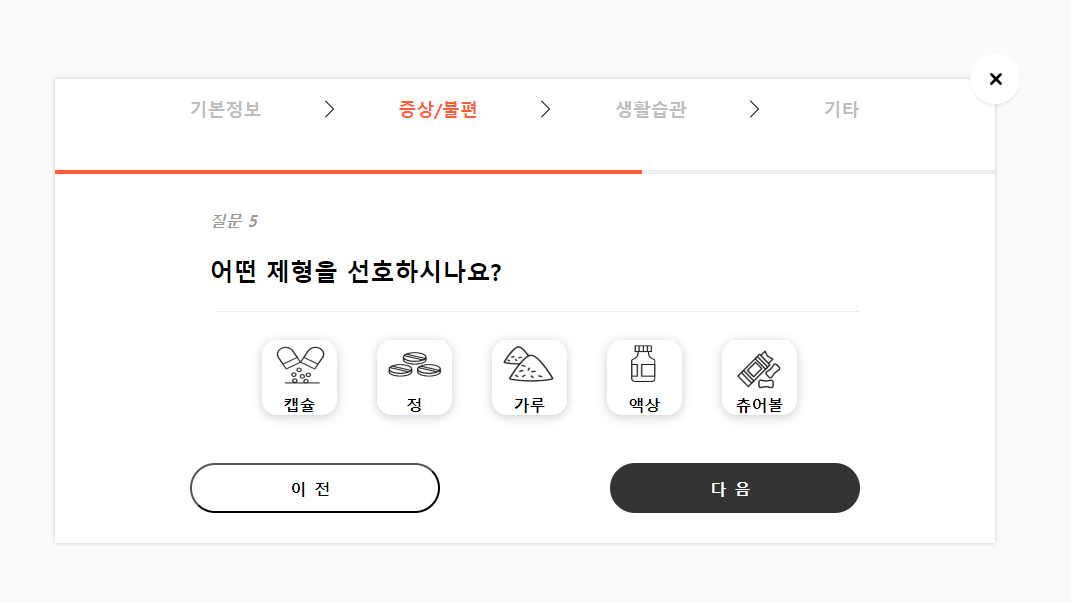 기본정보 증상/불편 생활습관 기타
질문 5
어떤 제형을 선호하시나요?
캡슐 정 가루 액상 츄어볼
이 전 다 음